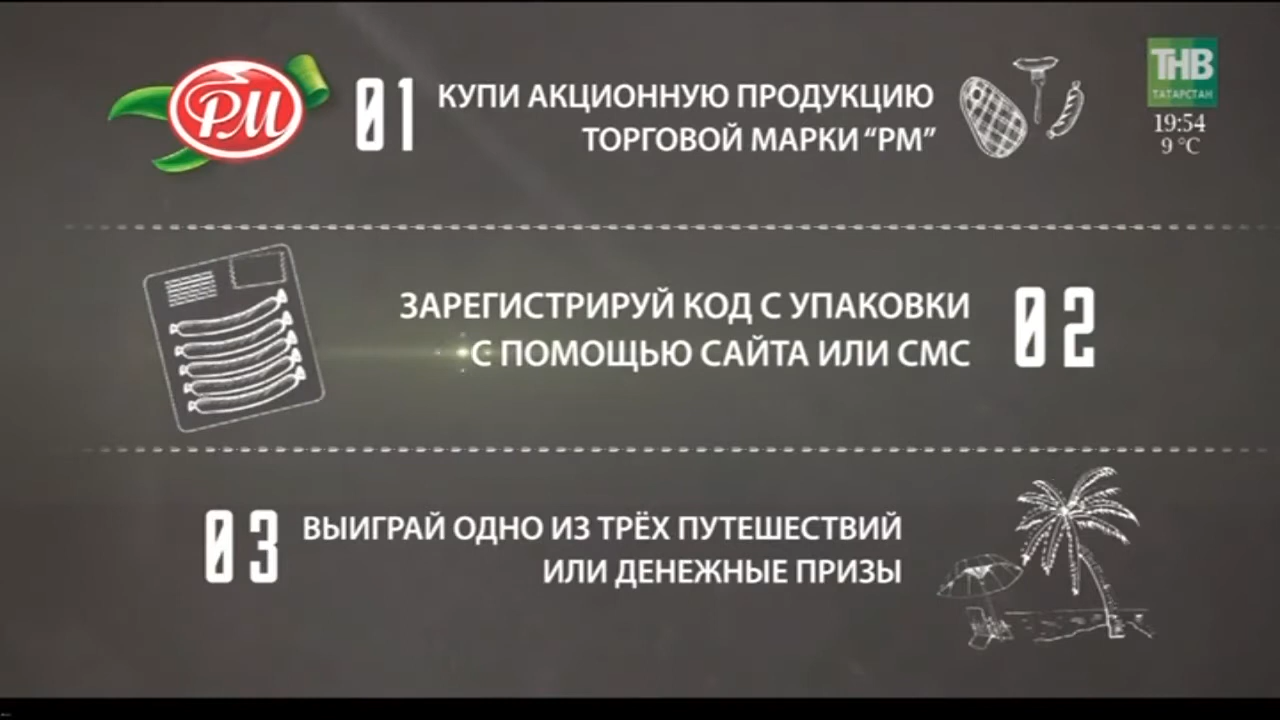 РМ
01
КУПИ АКЦИОННУЮ ПРОДУКЦИЮ
ТОРГОВОЙ МАРКИ “РМ”
ТНВ
ТАТАРСТАН
19:54
9 °C
ЗАРЕГИСТРИРУЙ КОД С УПАКОВКИ
С ПОМОЩЬЮ САЙТА ИЛИ СМС
02
03
ВЫИГРАЙ ОДНО ИЗ ТРЁХ ПУТЕШЕСТВИЙ
ИЛИ ДЕНЕЖНЫЕ ПРИЗЫ